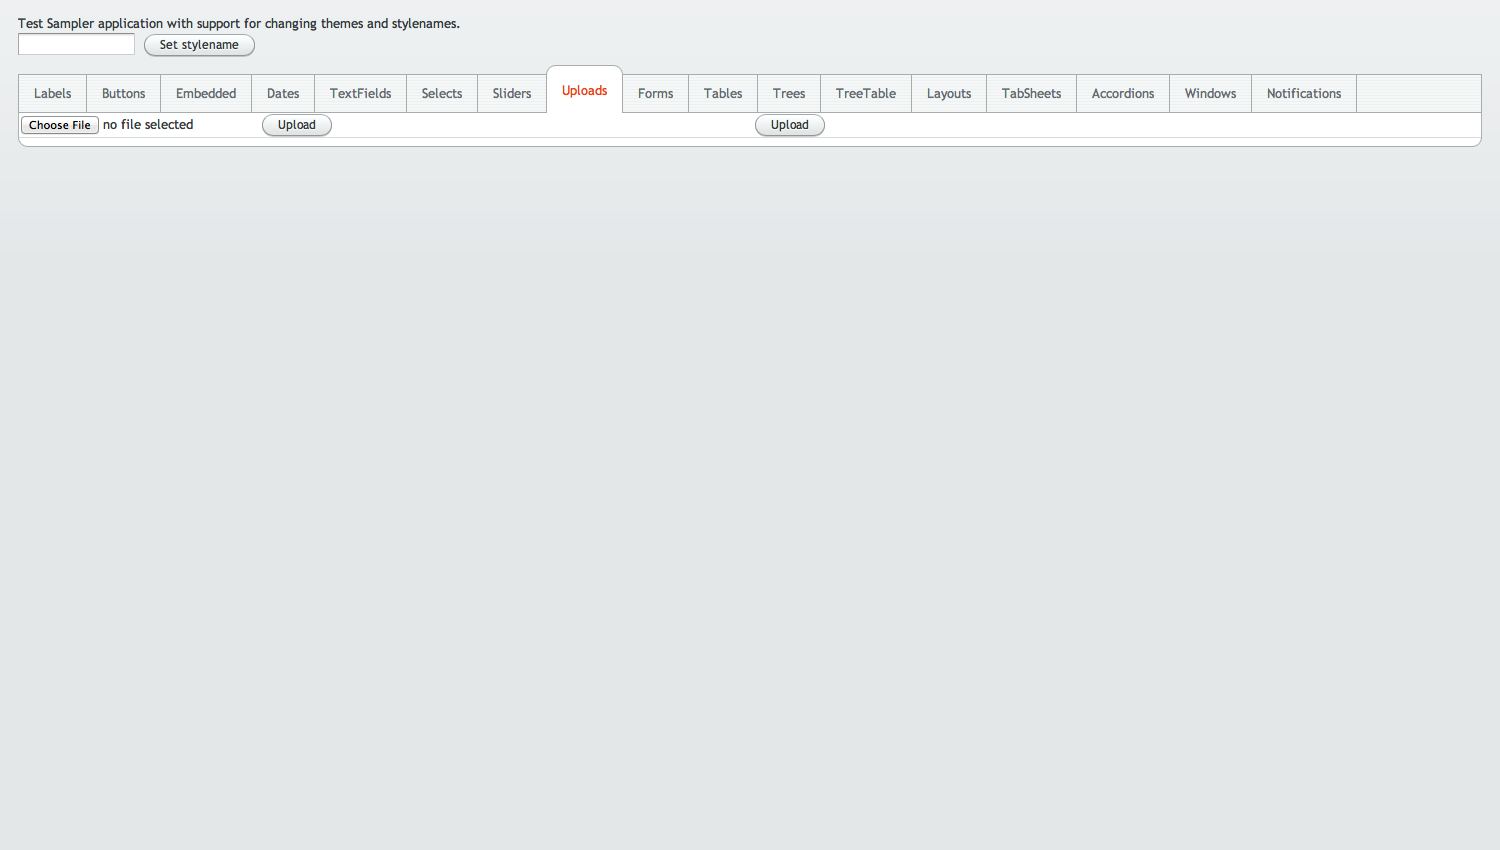 Test Sampler application with support for changing themes and stylenames.
Set stylename
Labels Buttons Embedded Dates TextFields Selects Sliders Uploads Forms Tables Trees TreeTable Layouts TabSheets Accordions Windows Notifications
Choose File no file selected Upload Upload